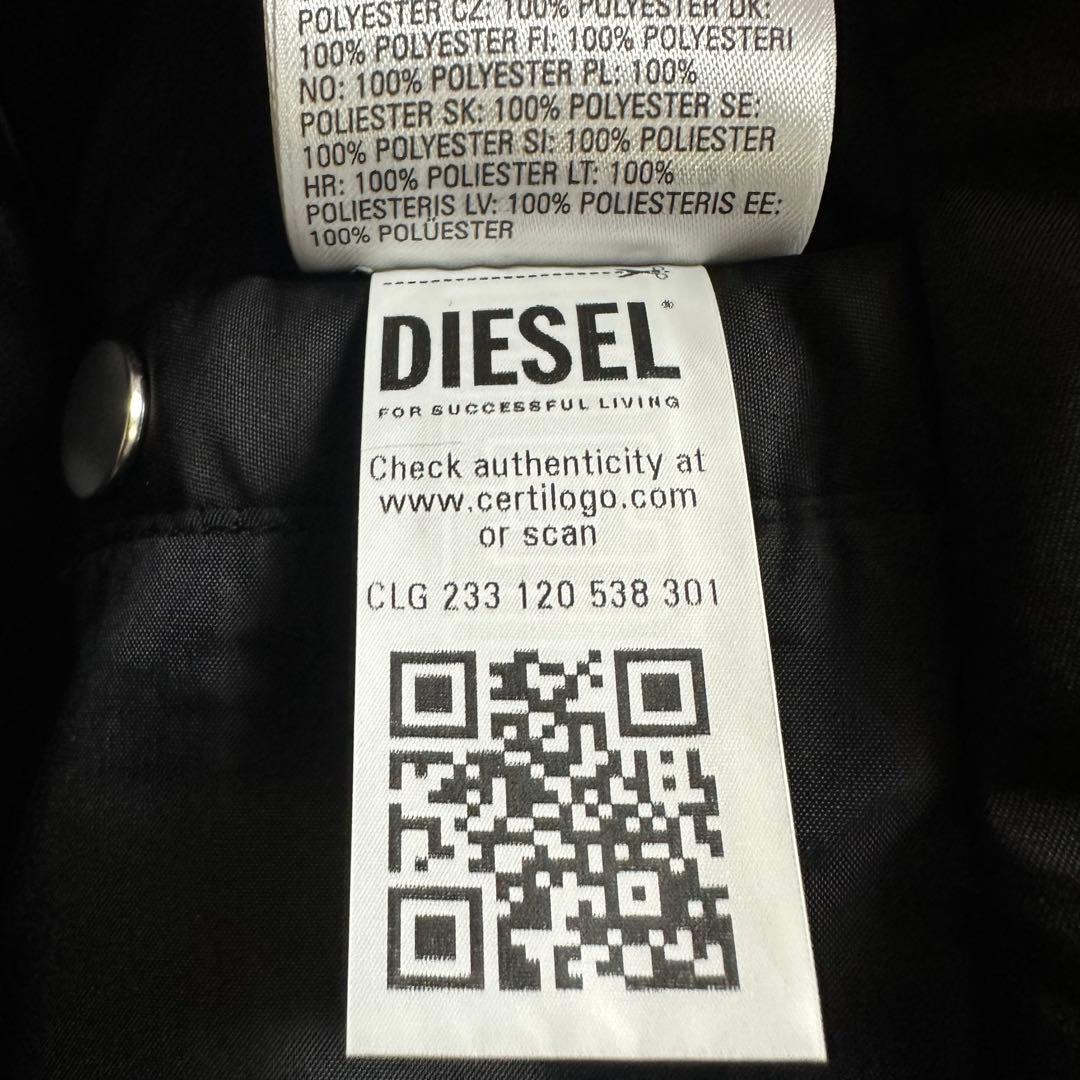 POLYESTER CZ: 100% POLYESTER DK:
100% POLYESTER FI: 100% POLYESTERI
NO: 100% POLYESTER PL: 100%
POLIESTER SK: 100% POLYESTER SE:
100% POLYESTER SI: 100% POLIESTER
HR: 100% POLIESTER LT: 100%
POLIESTERIS LV: 100% POLIESTERIS EE:
100% POLÜESTER
DIESEL
FOR SUCCESSFUL LIVING
Check authenticity at
www.certilogo.com
or scan
CLG 233 120 538 301